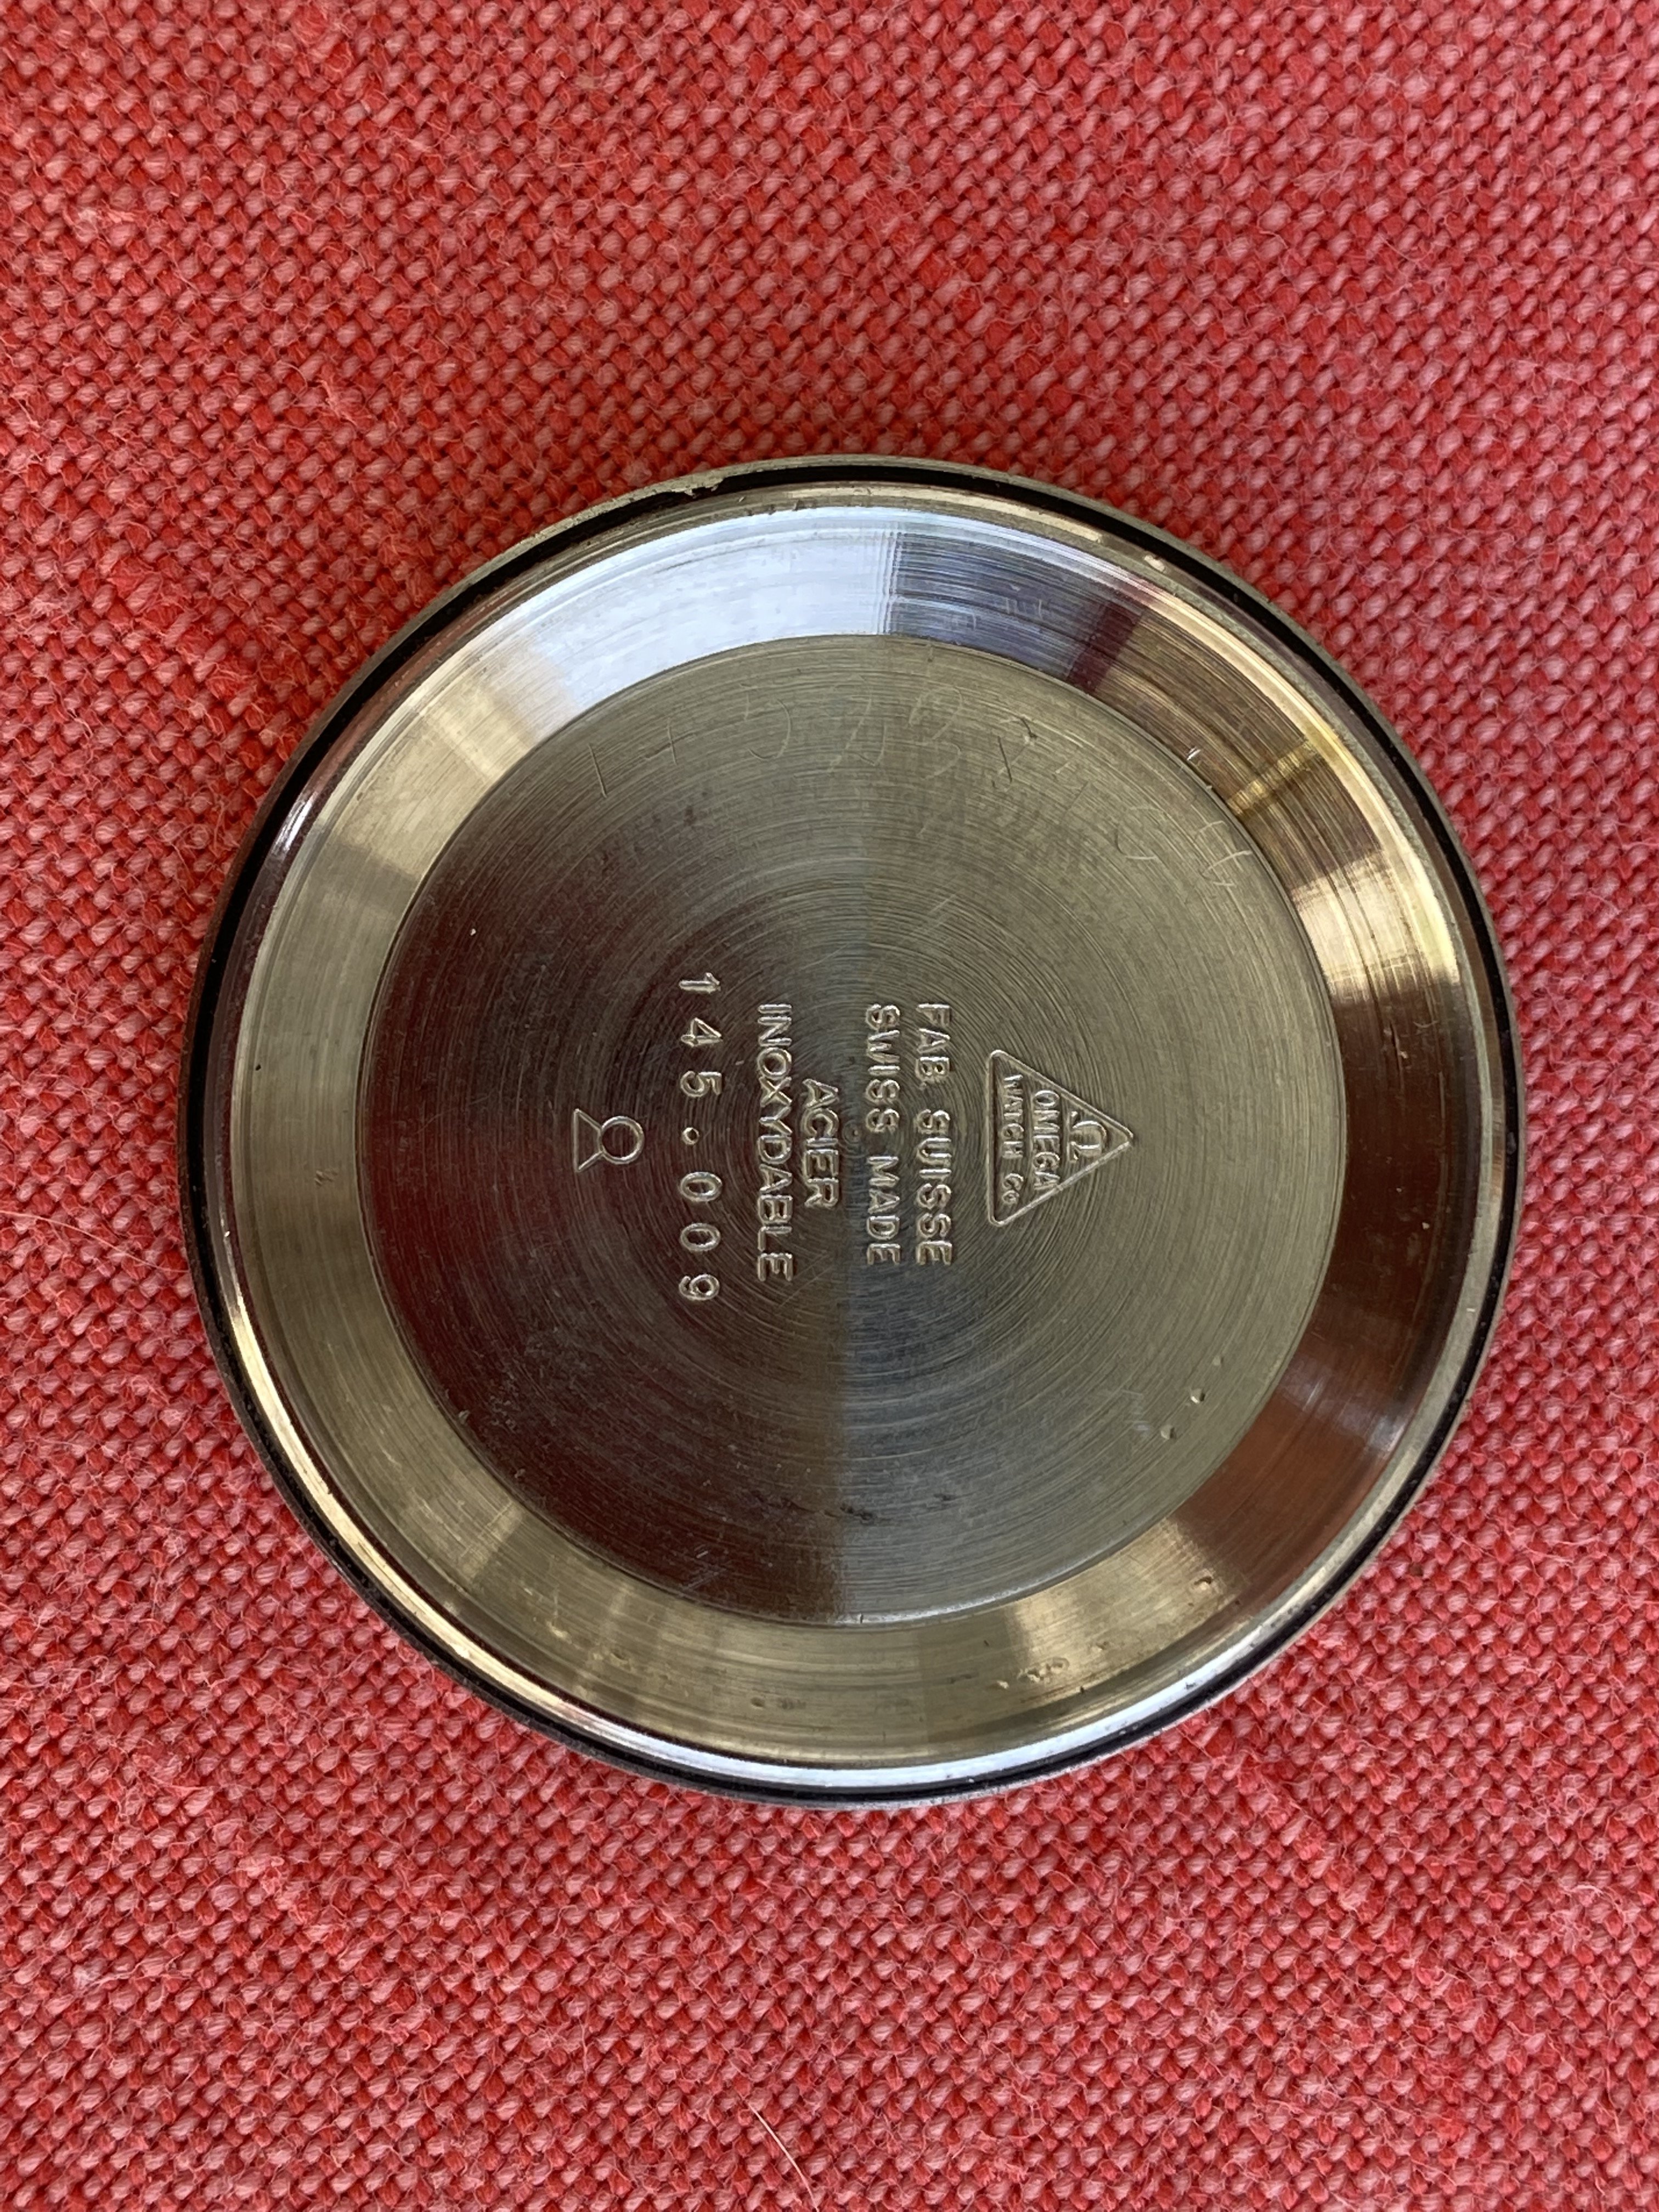 Ω
OMEGA
WATCH Co
FAB. SUISSE
SWISS MADE
ACIER
INOXYDABLE
145.009